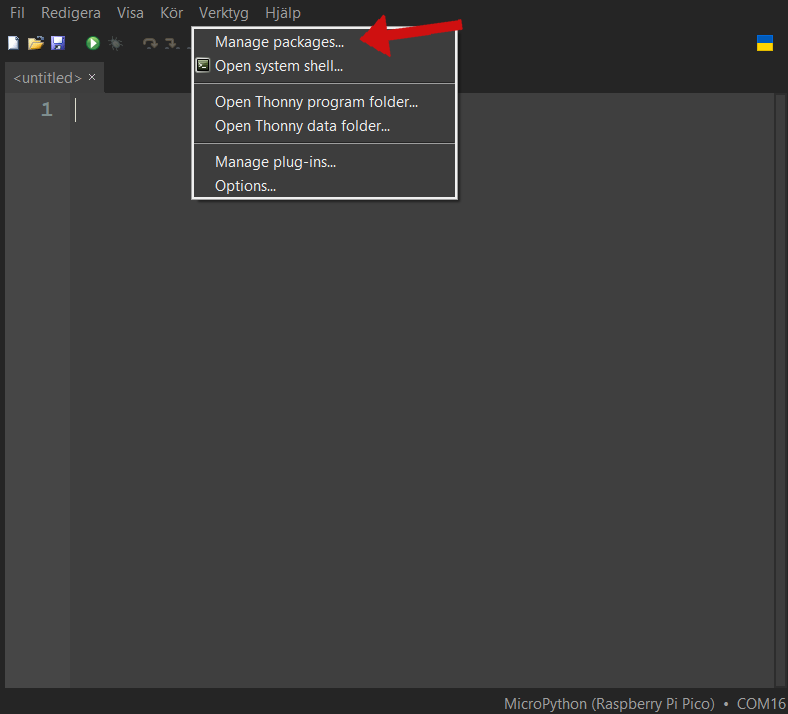 Fil Redigera Visa Kör Verktyg Hjälp
Manage packages...
Open system shell...
Open Thonny program folder...
Open Thonny data folder...
Manage plug-ins...
Options...
<untitled> ×
1
MicroPython (Raspberry Pi Pico) • COM16